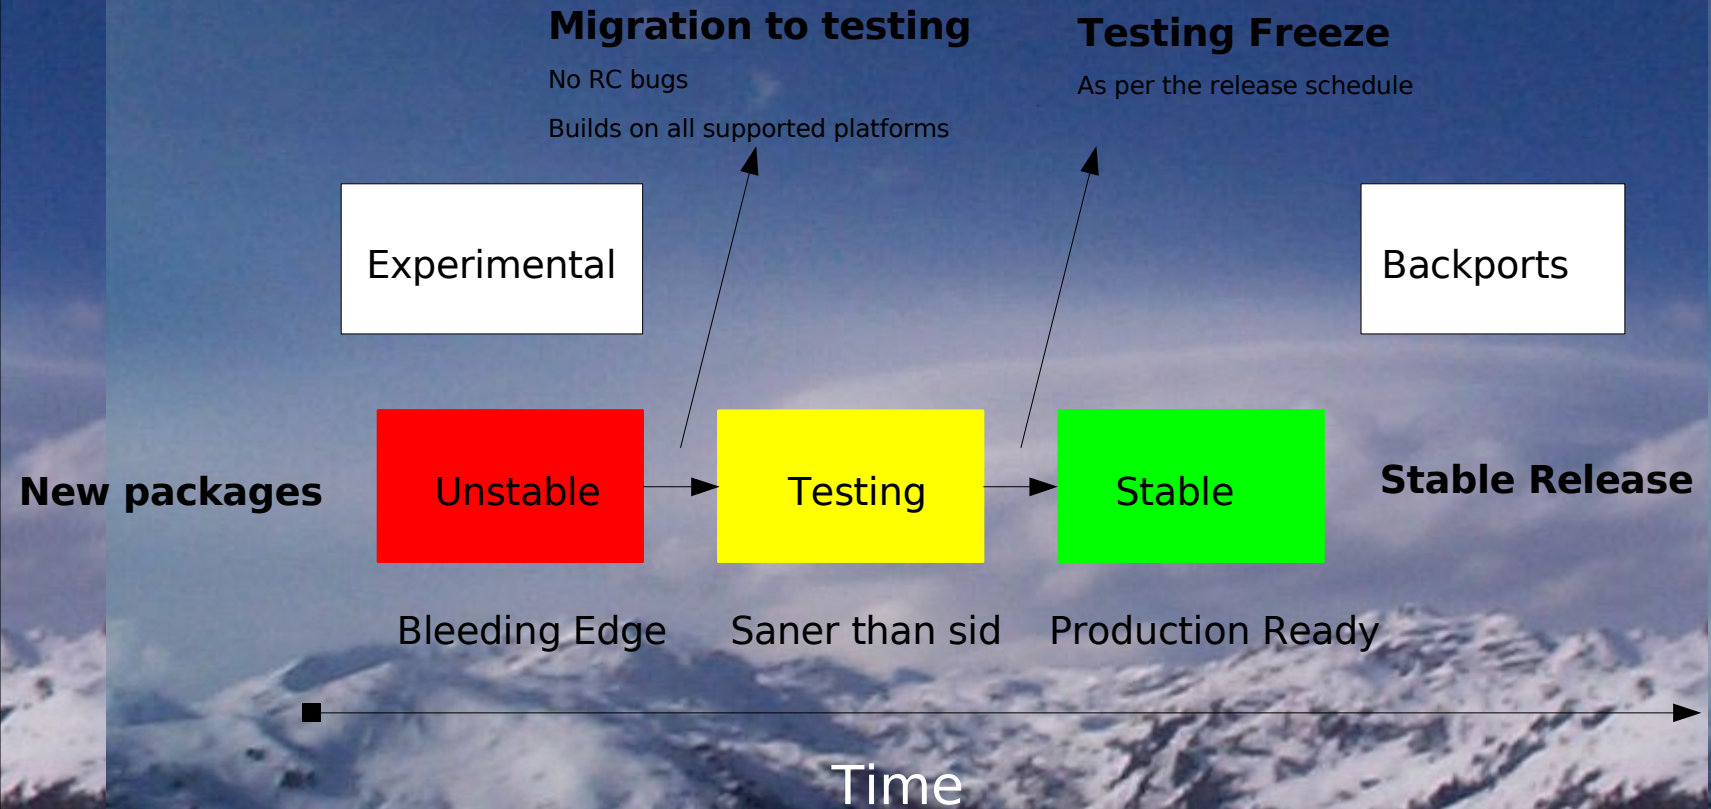 Migration to testing
No RC bugs
Builds on all supported platforms
Testing Freeze
As per the release schedule
Experimental
Backports
New packages
Unstable
Testing
Stable
Stable Release
Bleeding Edge
Saner than sid
Production Ready
Time